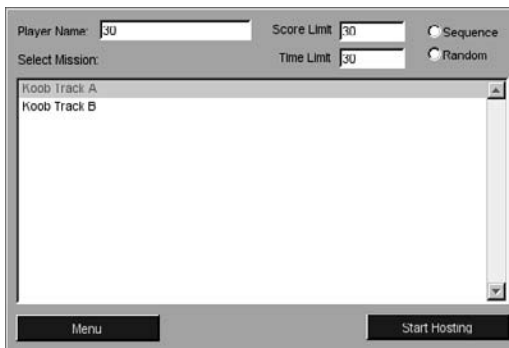 Player Name: 30 Score Limit 30 Sequence
Select Mission: Time Limit 30 Random
Koob Track A
Koob Track B
Menu Start Hosting